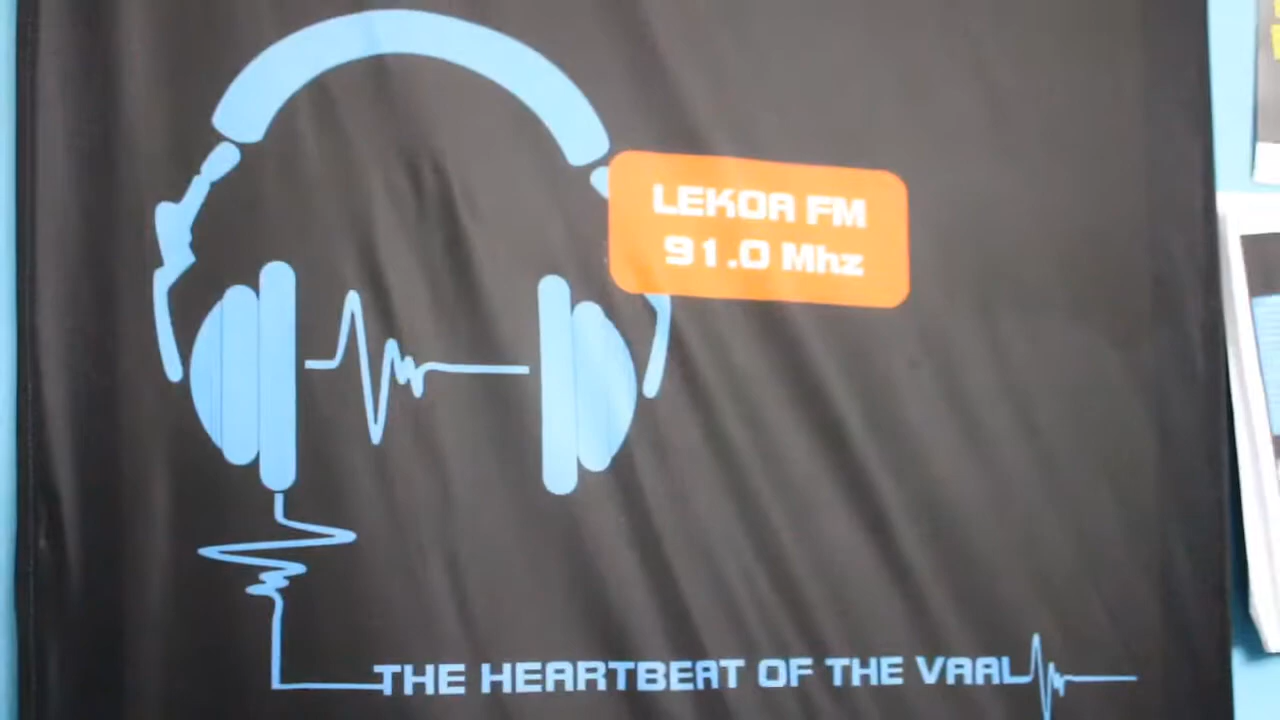 LEKOA FM
91.0 Mhz
THE HEARTBEAT OF THE VAAL